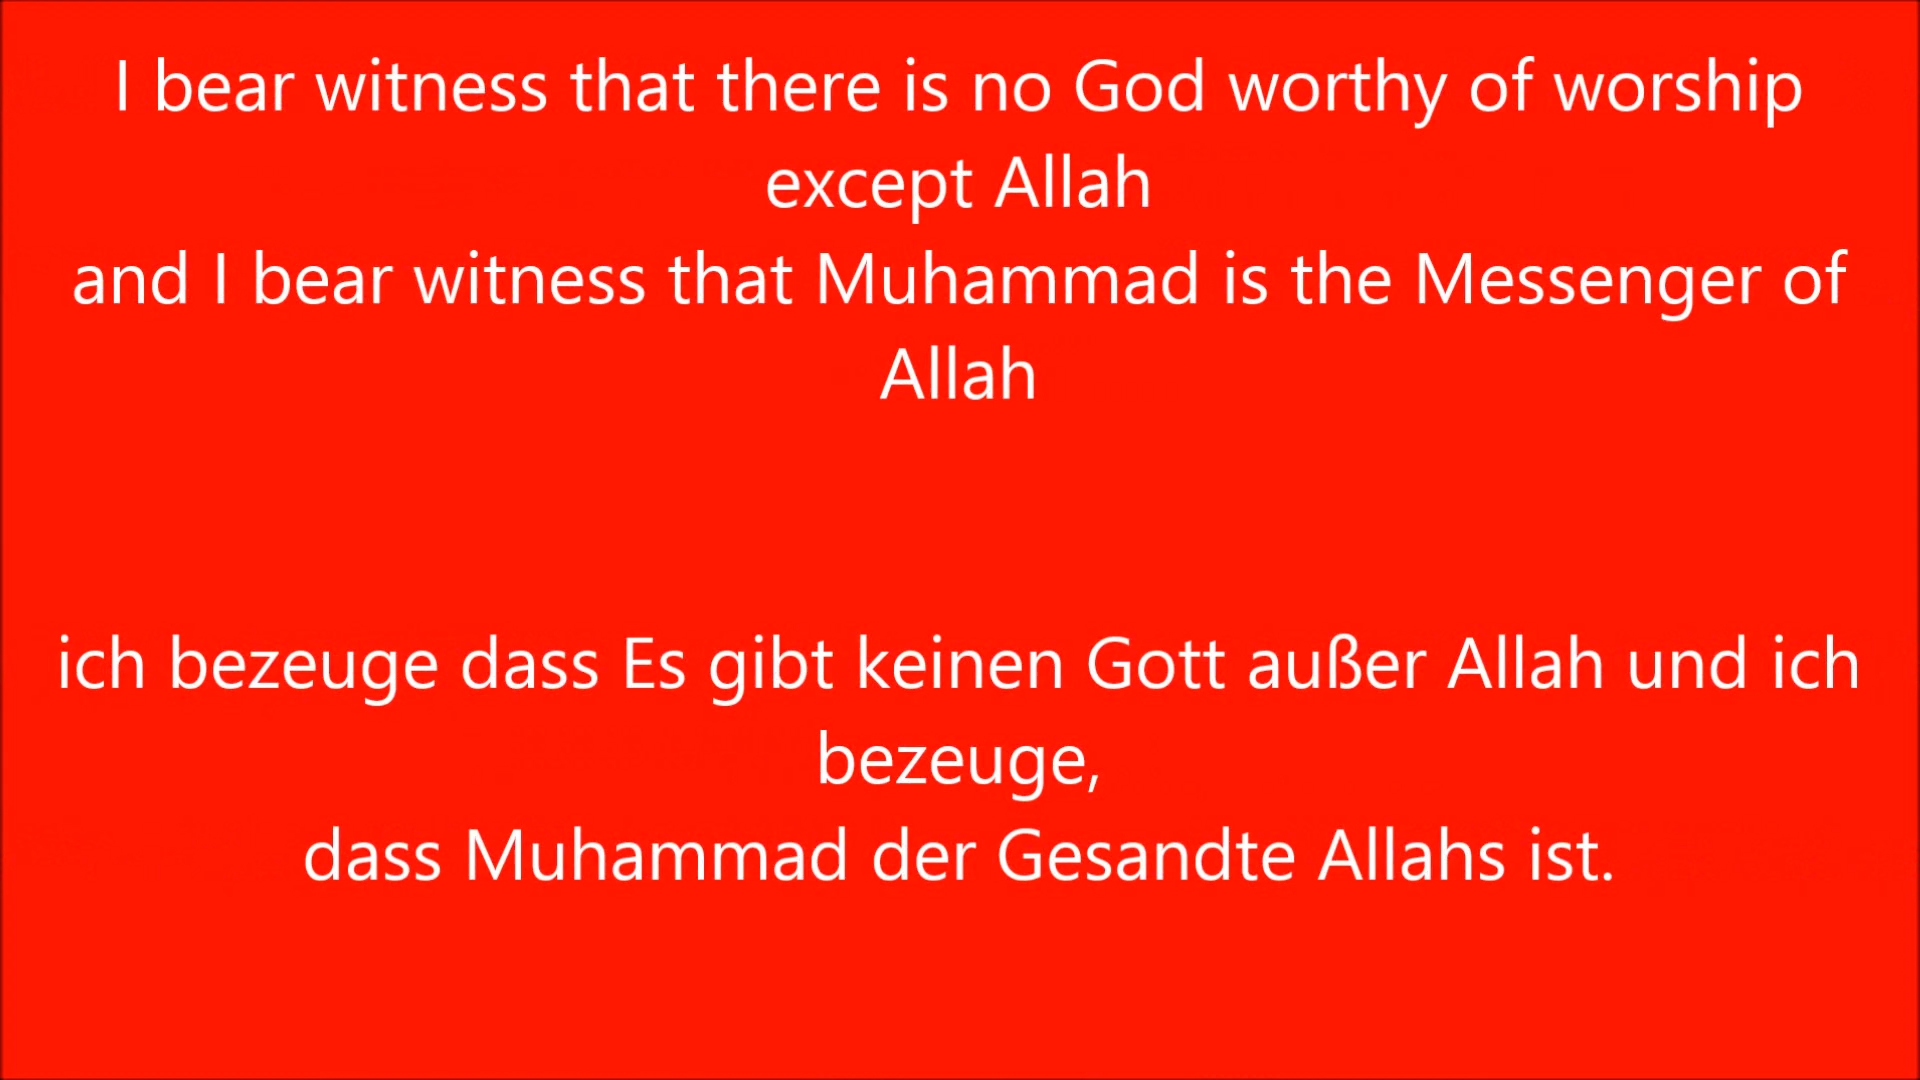 I bear witness that there is no God worthy of worship
except Allah
and I bear witness that Muhammad is the Messenger of
Allah
ich bezeuge dass Es gibt keinen Gott außer Allah und ich
bezeuge,
dass Muhammad der Gesandte Allahs ist.